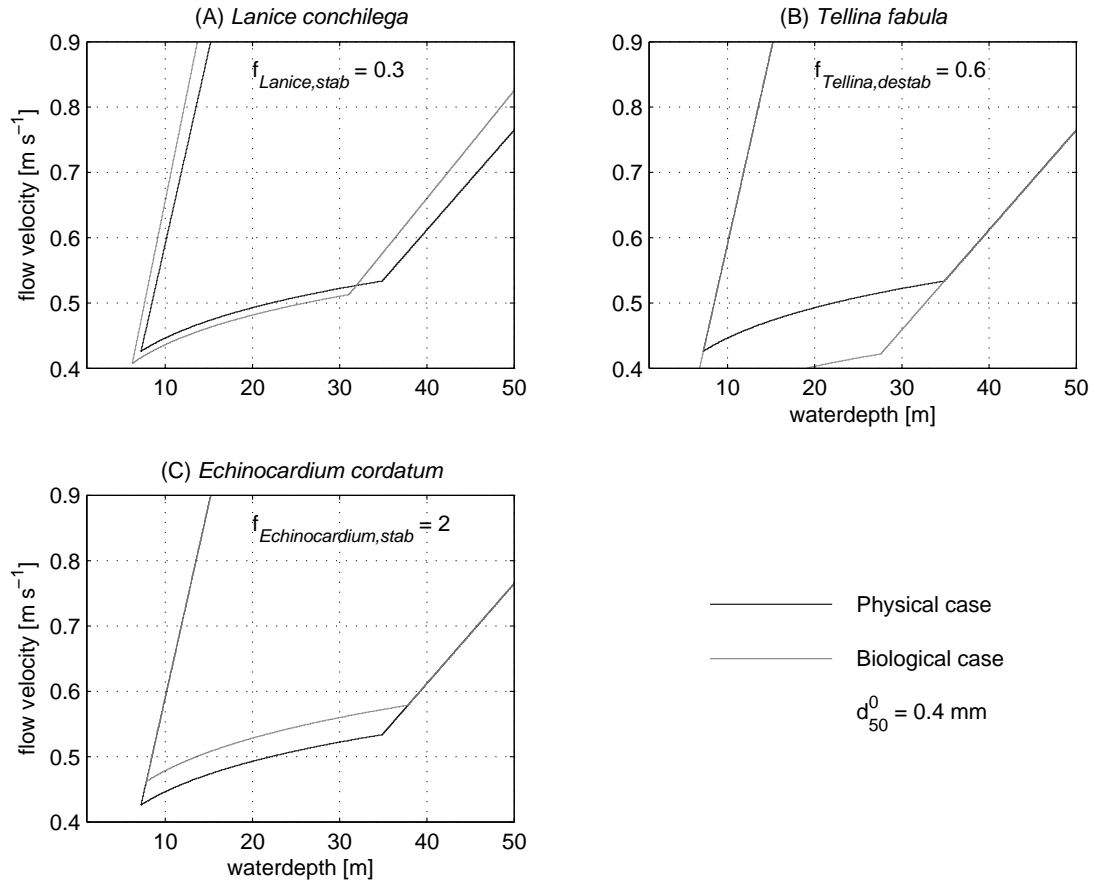 (A) Lanice conchilega
f_Lanice,stab = 0.3
0.9
0.8
0.7
0.6
0.5
0.4
flow velocity [m s⁻¹]
10 20 30 40 50
(B) Tellina fabula
f_Tellina,destab = 0.6
0.9
0.8
0.7
0.6
0.5
0.4
10 20 30 40 50
waterdepth [m]
(C) Echinocardium cordatum
f_Echinocardium,stab = 2
0.9
0.8
0.7
0.6
0.5
0.4
flow velocity [m s⁻¹]
10 20 30 40 50
waterdepth [m]
Physical case
Biological case
d⁰₅₀ = 0.4 mm